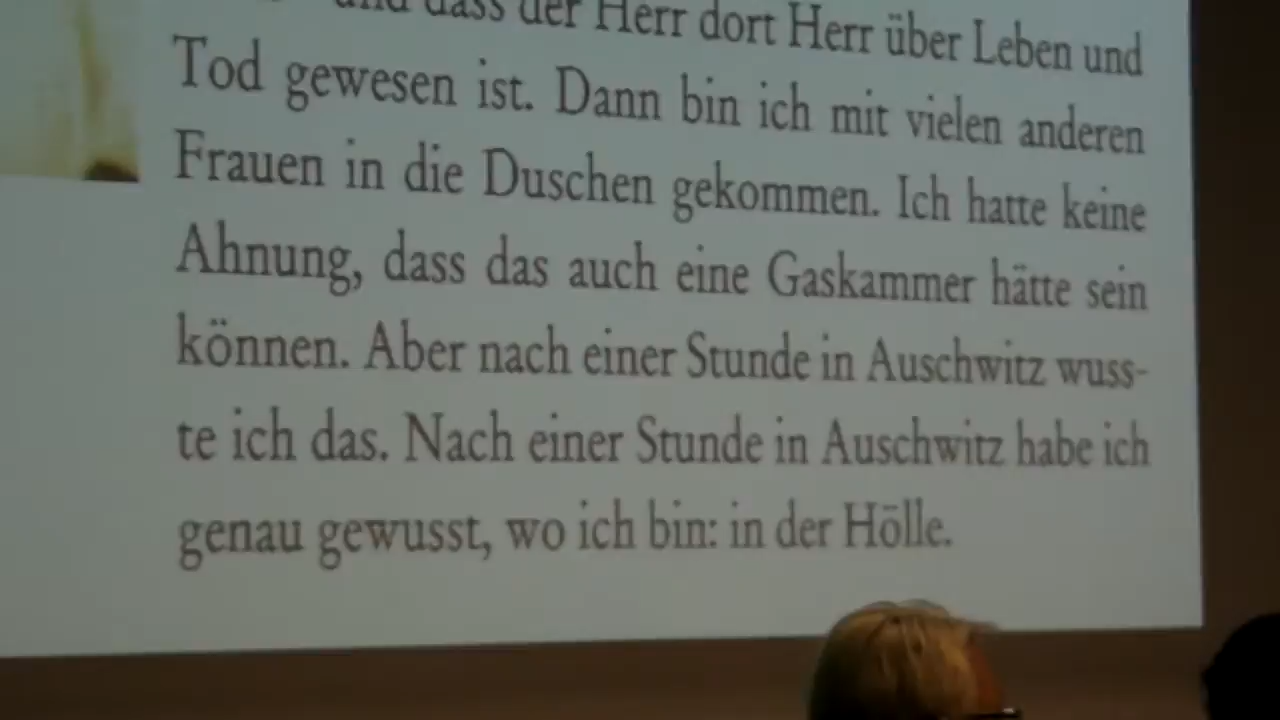 und dass der Herr dort Herr über Leben und
Tod gewesen ist. Dann bin ich mit vielen anderen
Frauen in die Duschen gekommen. Ich hatte keine
Ahnung, dass das auch eine Gaskammer hätte sein
können. Aber nach einer Stunde in Auschwitz wuss-
te ich das. Nach einer Stunde in Auschwitz habe ich
genau gewusst, wo ich bin: in der Hölle.